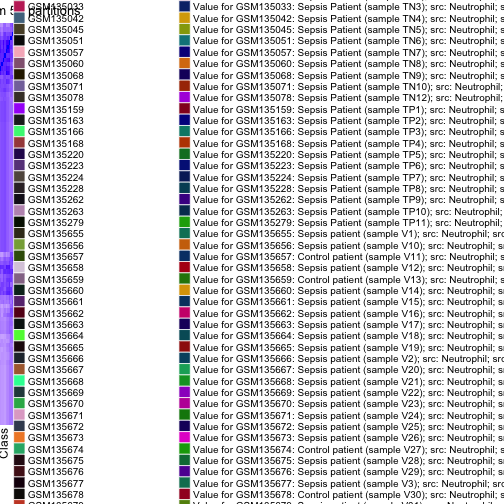 partitions
GSM135033 Value for GSM135033: Sepsis Patient (sample TN3); src: Neutrophil; s
GSM135042 Value for GSM135042: Sepsis Patient (sample TN4); src: Neutrophil; s
GSM135045 Value for GSM135045: Sepsis Patient (sample TN5); src: Neutrophil; s
GSM135051 Value for GSM135051: Sepsis Patient (sample TN6); src: Neutrophil; s
GSM135057 Value for GSM135057: Sepsis Patient (sample TN7); src: Neutrophil; s
GSM135060 Value for GSM135060: Sepsis Patient (sample TN8); src: Neutrophil; s
GSM135068 Value for GSM135068: Sepsis Patient (sample TN9); src: Neutrophil; s
GSM135071 Value for GSM135071: Sepsis Patient (sample TN10); src: Neutrophil;
GSM135078 Value for GSM135078: Sepsis Patient (sample TN12); src: Neutrophil;
GSM135159 Value for GSM135159: Sepsis Patient (sample TP1); src: Neutrophil; s
GSM135163 Value for GSM135163: Sepsis Patient (sample TP2); src: Neutrophil; s
GSM135166 Value for GSM135166: Sepsis Patient (sample TP3); src: Neutrophil; s
GSM135168 Value for GSM135168: Sepsis Patient (sample TP4); src: Neutrophil; s
GSM135220 Value for GSM135220: Sepsis Patient (sample TP5); src: Neutrophil; s
GSM135223 Value for GSM135223: Sepsis Patient (sample TP6); src: Neutrophil; s
GSM135224 Value for GSM135224: Sepsis Patient (sample TP7); src: Neutrophil; s
GSM135228 Value for GSM135228: Sepsis Patient (sample TP8); src: Neutrophil; s
GSM135262 Value for GSM135262: Sepsis Patient (sample TP9); src: Neutrophil; s
GSM135263 Value for GSM135263: Sepsis Patient (sample TP10); src: Neutrophil;
GSM135279 Value for GSM135279: Sepsis Patient (sample TP11); src: Neutrophil;
GSM135655 Value for GSM135655: Sepsis patient (sample V1); src: Neutrophil; src
GSM135656 Value for GSM135656: Sepsis patient (sample V10); src: Neutrophil; s
GSM135657 Value for GSM135657: Control patient (sample V11); src: Neutrophil; s
GSM135658 Value for GSM135658: Sepsis patient (sample V12); src: Neutrophil; s
GSM135659 Value for GSM135659: Control patient (sample V13); src: Neutrophil; s
GSM135660 Value for GSM135660: Sepsis patient (sample V14); src: Neutrophil; s
GSM135661 Value for GSM135661: Sepsis patient (sample V15); src: Neutrophil; s
GSM135662 Value for GSM135662: Sepsis patient (sample V16); src: Neutrophil; s
GSM135663 Value for GSM135663: Sepsis patient (sample V17); src: Neutrophil; s
GSM135664 Value for GSM135664: Sepsis patient (sample V18); src: Neutrophil; s
GSM135665 Value for GSM135665: Sepsis patient (sample V19); src: Neutrophil; s
GSM135666 Value for GSM135666: Sepsis patient (sample V2); src: Neutrophil; src
GSM135667 Value for GSM135667: Sepsis patient (sample V20); src: Neutrophil; s
GSM135668 Value for GSM135668: Sepsis patient (sample V21); src: Neutrophil; s
GSM135669 Value for GSM135669: Sepsis patient (sample V22); src: Neutrophil; s
GSM135670 Value for GSM135670: Sepsis patient (sample V23); src: Neutrophil; s
GSM135671 Value for GSM135671: Sepsis patient (sample V24); src: Neutrophil; s
GSM135672 Value for GSM135672: Sepsis patient (sample V25); src: Neutrophil; s
GSM135673 Value for GSM135673: Sepsis patient (sample V26); src: Neutrophil; s
GSM135674 Value for GSM135674: Control patient (sample V27); src: Neutrophil; s
GSM135675 Value for GSM135675: Sepsis patient (sample V28); src: Neutrophil; s
GSM135676 Value for GSM135676: Sepsis patient (sample V29); src: Neutrophil; s
GSM135677 Value for GSM135677: Sepsis patient (sample V3); src: Neutrophil; src
GSM135678 Value for GSM135678: Control patient (sample V30); src: Neutrophil; s
Class